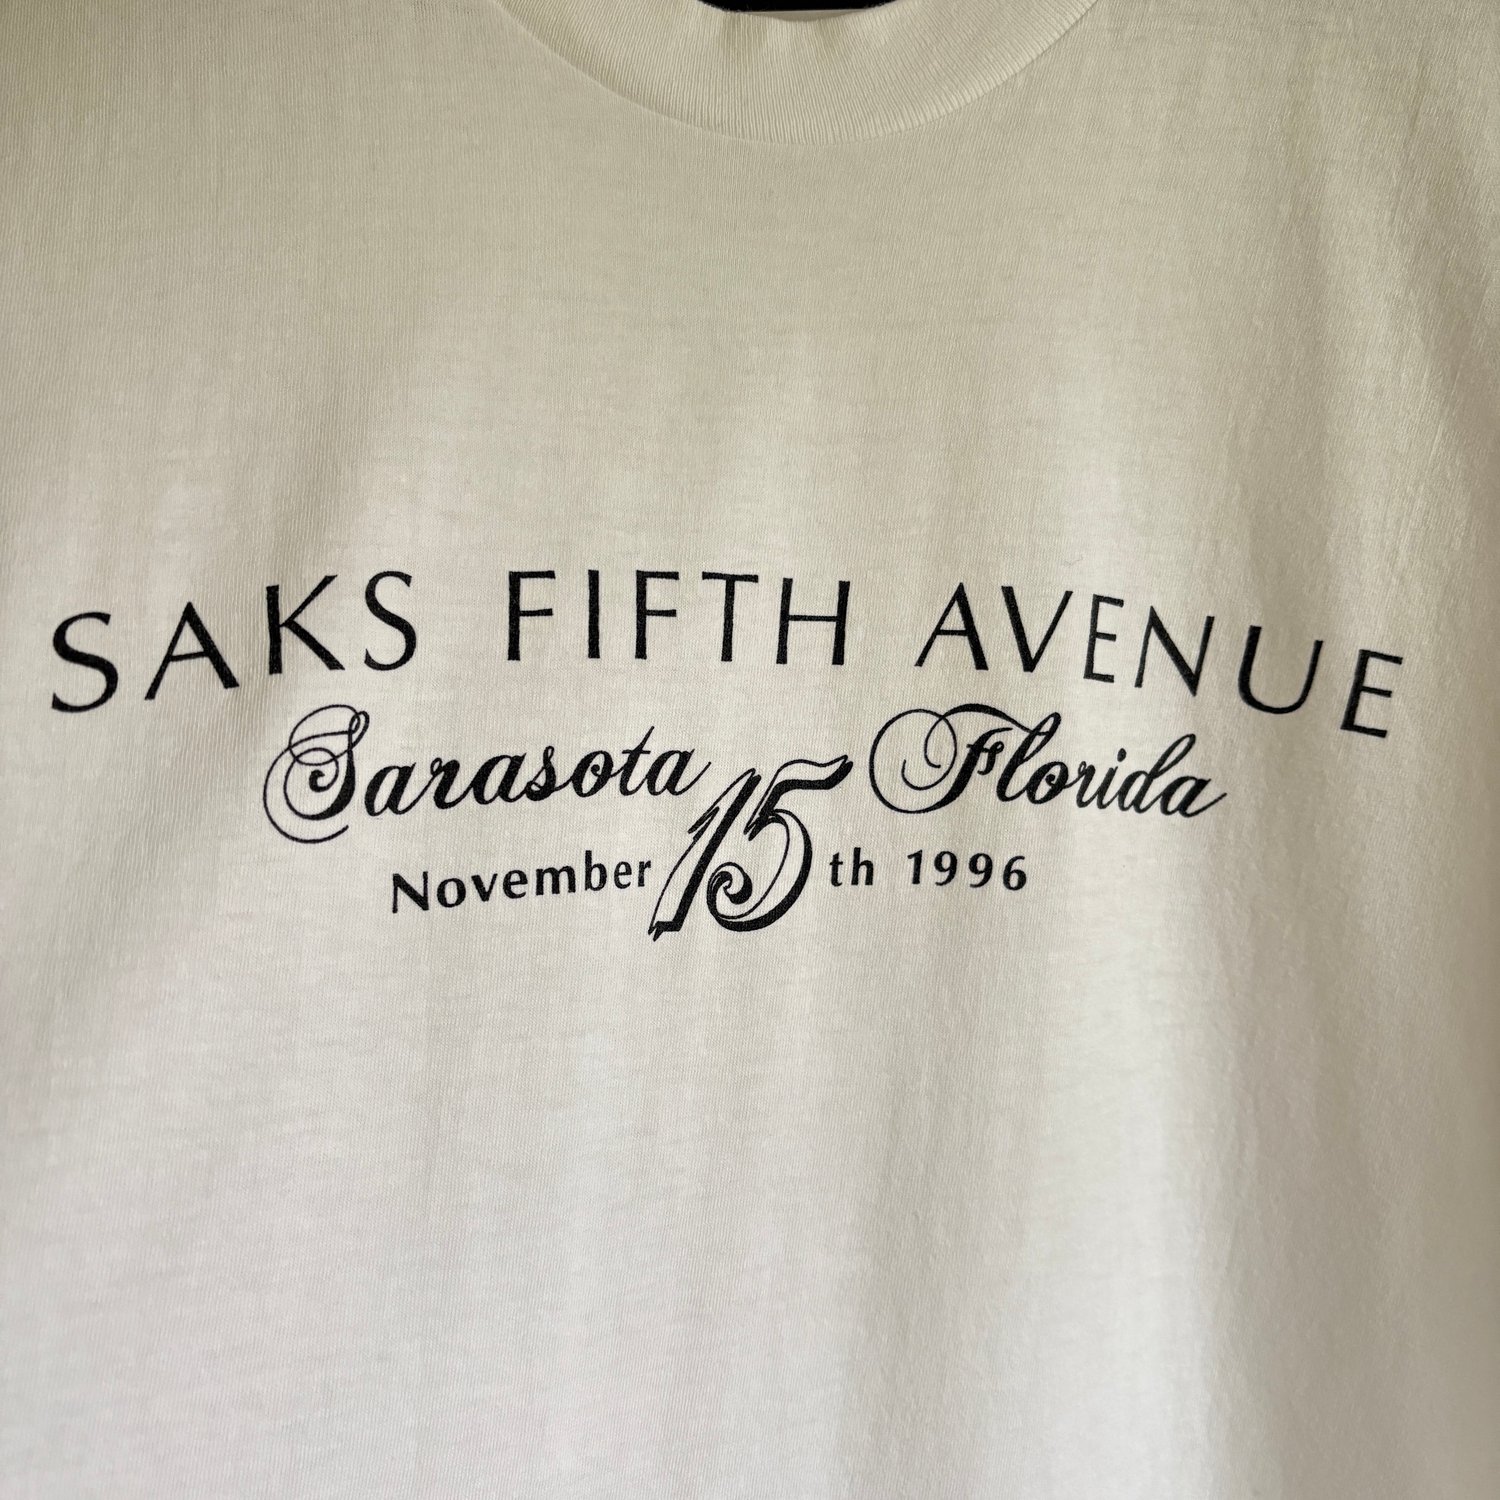 SAKS FIFTH AVENUE
Sarasota Florida
November 15th 1996